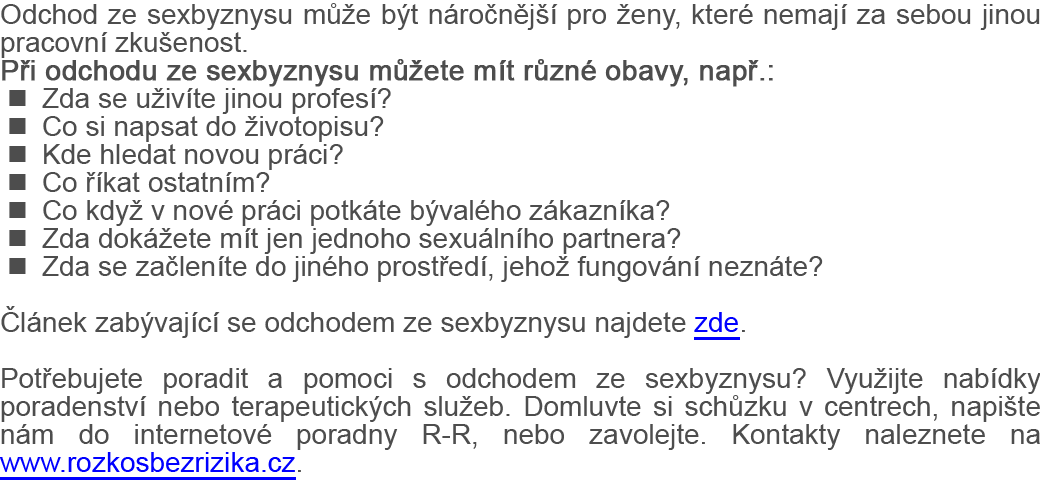 Odchod ze sexbyznysu může být náročnější pro ženy, které nemají za sebou jinou
pracovní zkušenost.
Při odchodu ze sexbyznysu můžete mít různé obavy, např.:
■ Zda se uživíte jinou profesí?
■ Co si napsat do životopisu?
■ Kde hledat novou práci?
■ Co říkat ostatním?
■ Co když v nové práci potkáte bývalého zákazníka?
■ Zda dokážete mít jen jednoho sexuálního partnera?
■ Zda se začleníte do jiného prostředí, jehož fungování neznáte?
Článek zabývající se odchodem ze sexbyznysu najdete zde.
Potřebujete poradit a pomoci s odchodem ze sexbyznysu? Využijte nabídky
poradenství nebo terapeutických služeb. Domluvte si schůzku v centrech, napište
nám do internetové poradny R-R, nebo zavolejte. Kontakty naleznete na
www.rozkosbezrizika.cz.